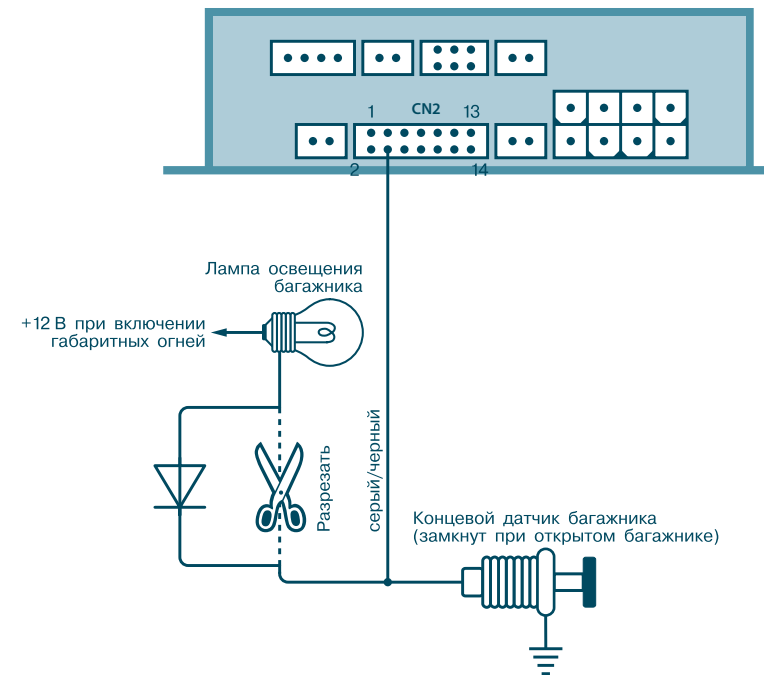 1 CN2 13
2 14
Лампа освещения
багажника
+12 В при включении
габаритных огней
Разрезать
серый/черный
Концевой датчик багажника
(замкнут при открытом багажнике)